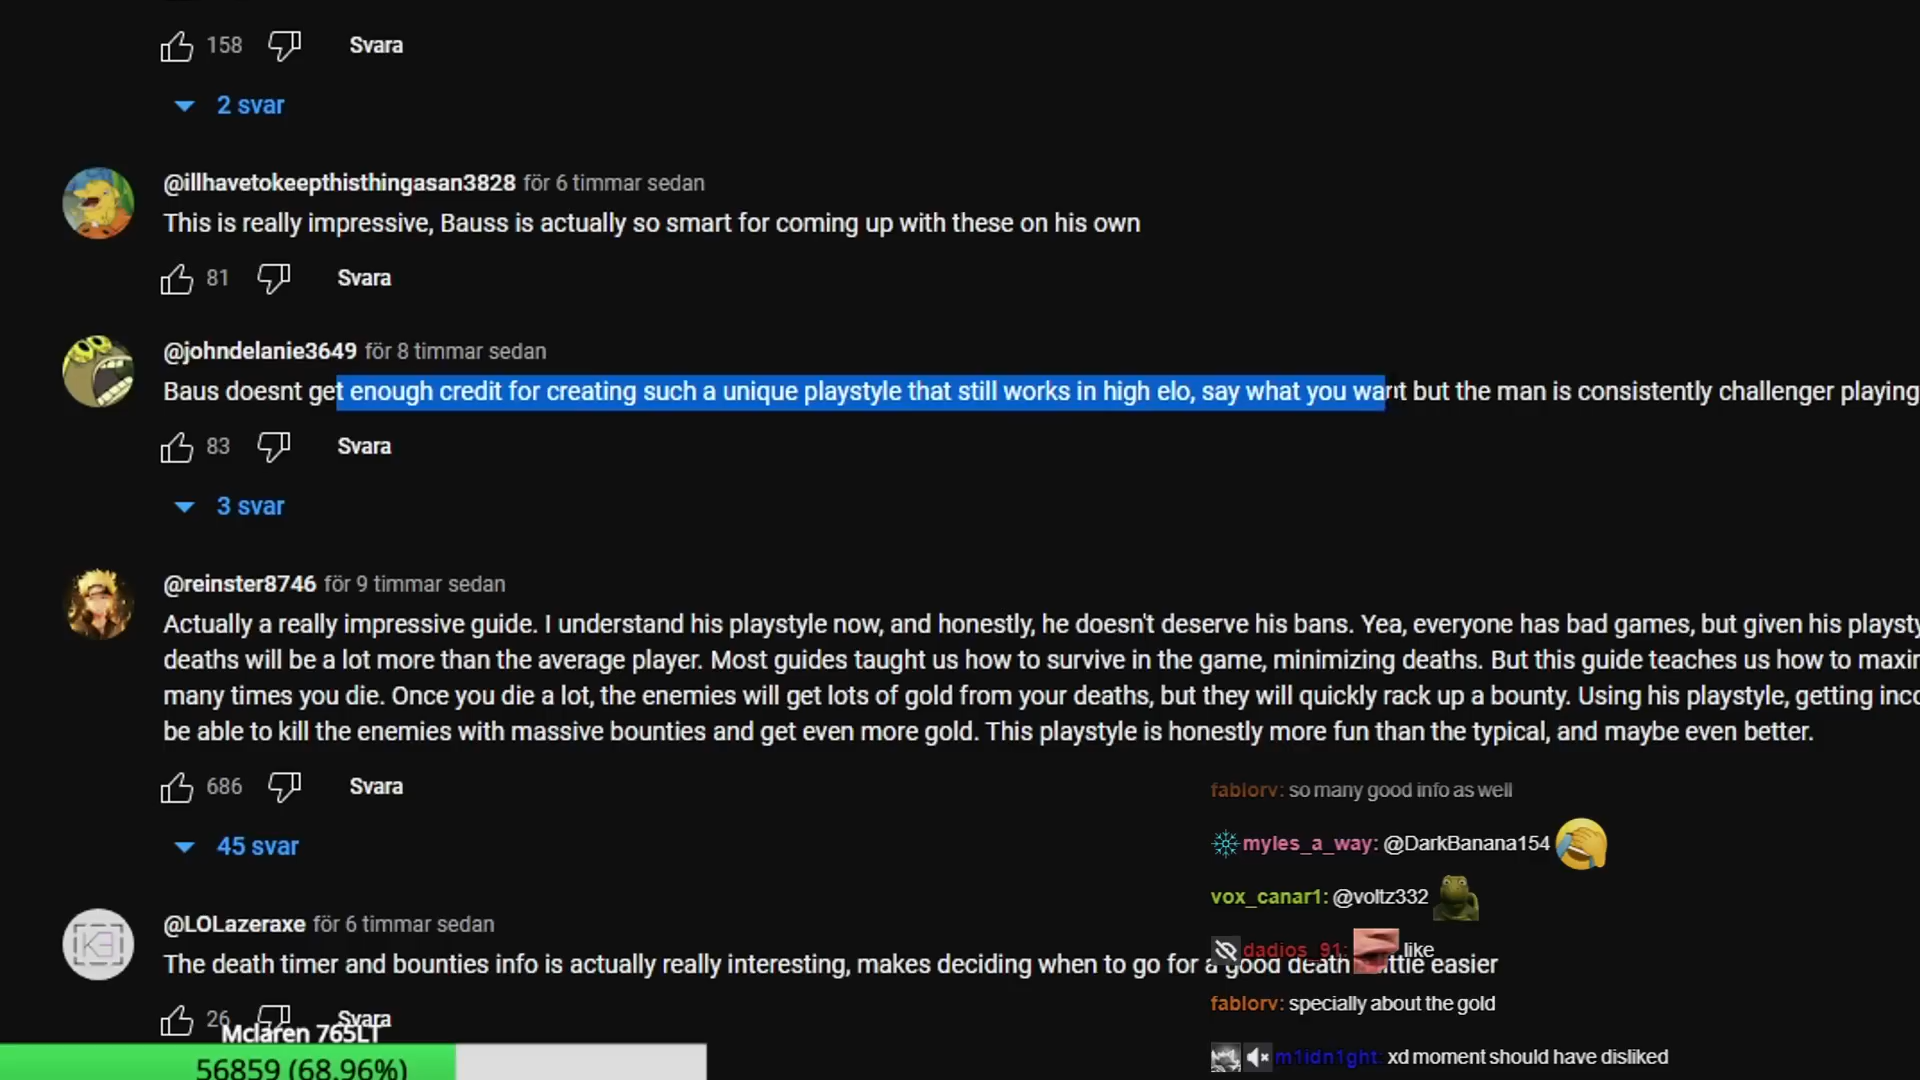 158 Svara
2 svar
@illhavetokeepthisthingasan3828 för 6 timmar sedan
This is really impressive, Bauss is actually so smart for coming up with these on his own
81 Svara
@johndelanie3649 för 8 timmar sedan
Baus doesnt get enough credit for creating such a unique playstyle that still works in high elo, say what you want but the man is consistently challenger playing
83 Svara
3 svar
@reinster8746 för 9 timmar sedan
Actually a really impressive guide. I understand his playstyle now, and honestly, he doesn't deserve his bans. Yea, everyone has bad games, but given his playsty
deaths will be a lot more than the average player. Most guides taught us how to survive in the game, minimizing deaths. But this guide teaches us how to maxir
many times you die. Once you die a lot, the enemies will get lots of gold from your deaths, but they will quickly rack up a bounty. Using his playstyle, getting inco
be able to kill the enemies with massive bounties and get even more gold. This playstyle is honestly more fun than the typical, and maybe even better.
686 Svara
45 svar
fablorv: so many good info as well
myles_a_way: @DarkBanana154
vox_canar1: @voltz332
@LOLazeraxe för 6 timmar sedan
dadios_91: like
The death timer and bounties info is actually really interesting, makes deciding when to go for a good death little easier
fablorv: specially about the gold
26 Svara
Mclaren 765LT
56859 (68.96%)
m1idn1ght: xd moment should have disliked